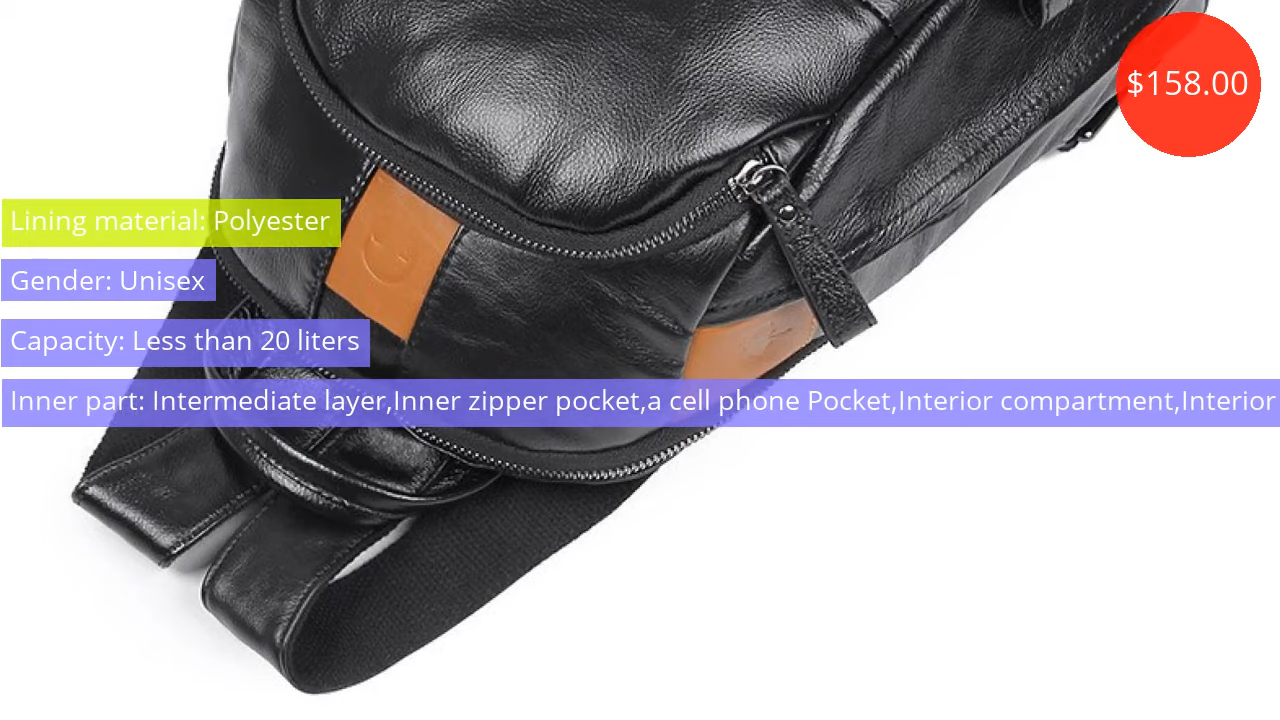 $158.00
Lining material: Polyester
Gender: Unisex
Capacity: Less than 20 liters
Inner part: Intermediate layer,Inner zipper pocket,a cell phone Pocket,Interior compartment,Interior